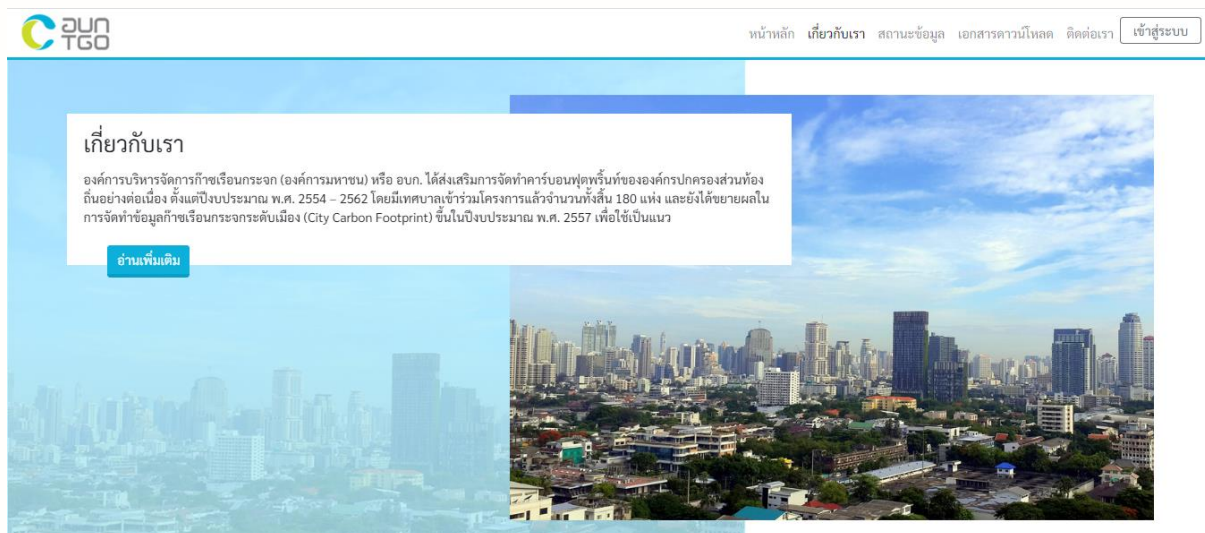 อบก
TGO
หน้าหลัก เกี่ยวกับเรา สถานะข้อมูล เอกสารดาวน์โหลด ติดต่อเรา เข้าสู่ระบบ
เกี่ยวกับเรา
องค์การบริหารจัดการก๊าซเรือนกระจก (องค์การมหาชน) หรือ อบก. ได้ส่งเสริมการจัดทำคาร์บอนฟุตพริ้นท์ขององค์กรปกครองส่วนท้อง
ถิ่นอย่างต่อเนื่อง ตั้งแต่ปีงบประมาณ พ.ศ. 2554 – 2562 โดยมีเทศบาลเข้าร่วมโครงการแล้วจำนวนทั้งสิ้น 180 แห่ง และยังได้ขยายผลใน
การจัดทำข้อมูลก๊าซเรือนกระจกระดับเมือง (City Carbon Footprint) ขึ้นในปีงบประมาณ พ.ศ. 2557 เพื่อใช้เป็นแนว
อ่านเพิ่มเติม